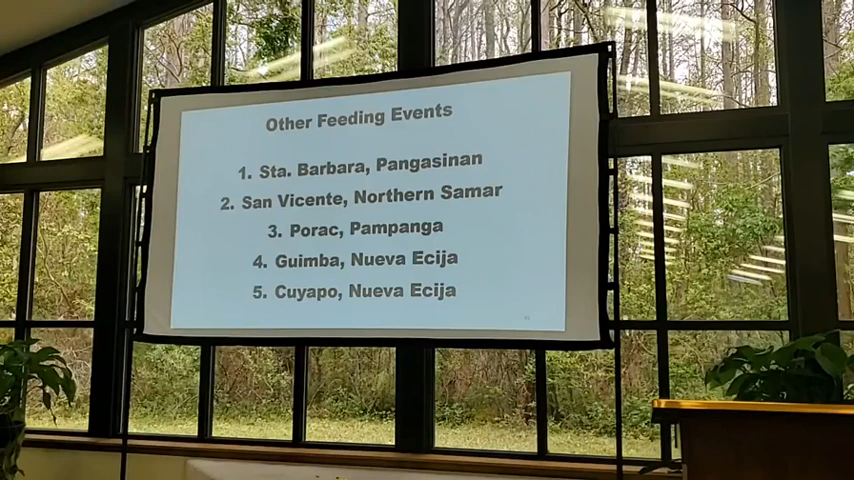 Other Feeding Events
1. Sta. Barbara, Pangasinan
2. San Vicente, Northern Samar
3. Porac, Pampanga
4. Guimba, Nueva Ecija
5. Cuyapo, Nueva Ecija